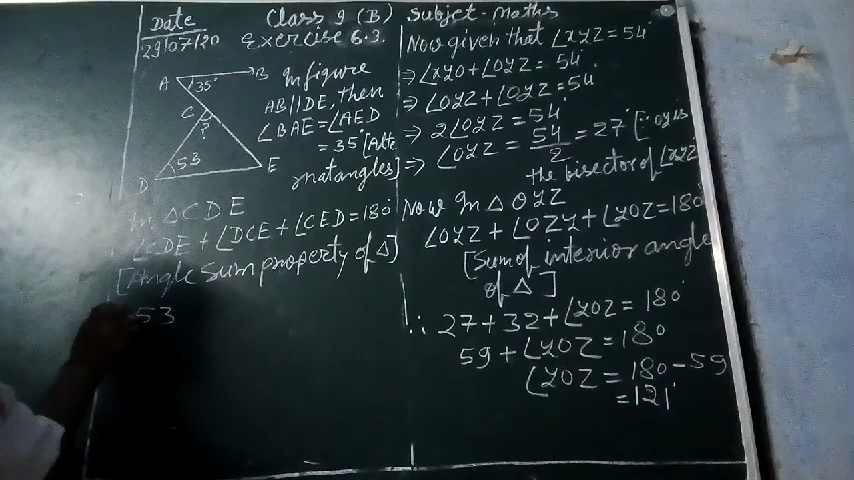 Date
29/07/20
Class 9 (B) Subject-Maths
Exercise 6.3.
A 35° B
C
?
53
D E
In figure
AB||DE, then
∠BAE=∠AED
= 35° [Alte
rnatangles]
In △CDE
∠CDE + ∠DCE + ∠CED=180°
[Angle Sum property of △]
53
Now given that ∠XYZ = 54°
⇒ ∠XYO+∠OYZ = 54°
⇒ ∠OYZ+∠OYZ = 54°
⇒ 2∠OYZ = 54°
⇒ ∠OYZ = 54/2 = 27° [∵ OY is
the bisector of ∠XYZ
Now In △ OYZ
∠OYZ + ∠OZY + ∠YOZ=180°
[Sum of interior angle
of △]
∴ 27+32+∠YOZ = 180°
59+∠YOZ = 180°
∠YOZ = 180-59
=121°